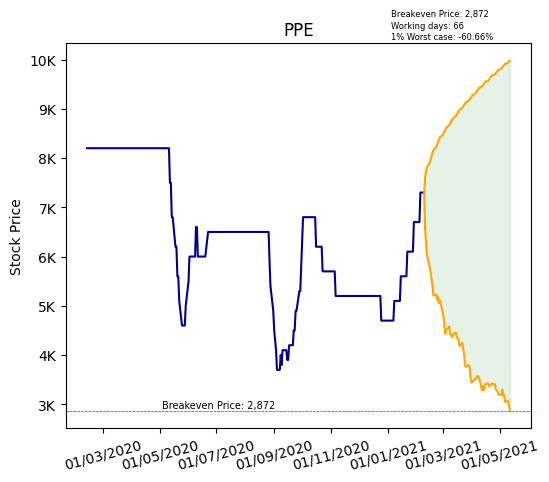 Breakeven Price: 2,872
Working days: 66
1% Worst case: -60.66%
PPE
Stock Price
10K
9K
8K
7K
6K
5K
4K
3K
Breakeven Price: 2,872
01/03/2020 01/05/2020 01/07/2020 01/09/2020 01/11/2020 01/01/2021 01/03/2021 01/05/2021